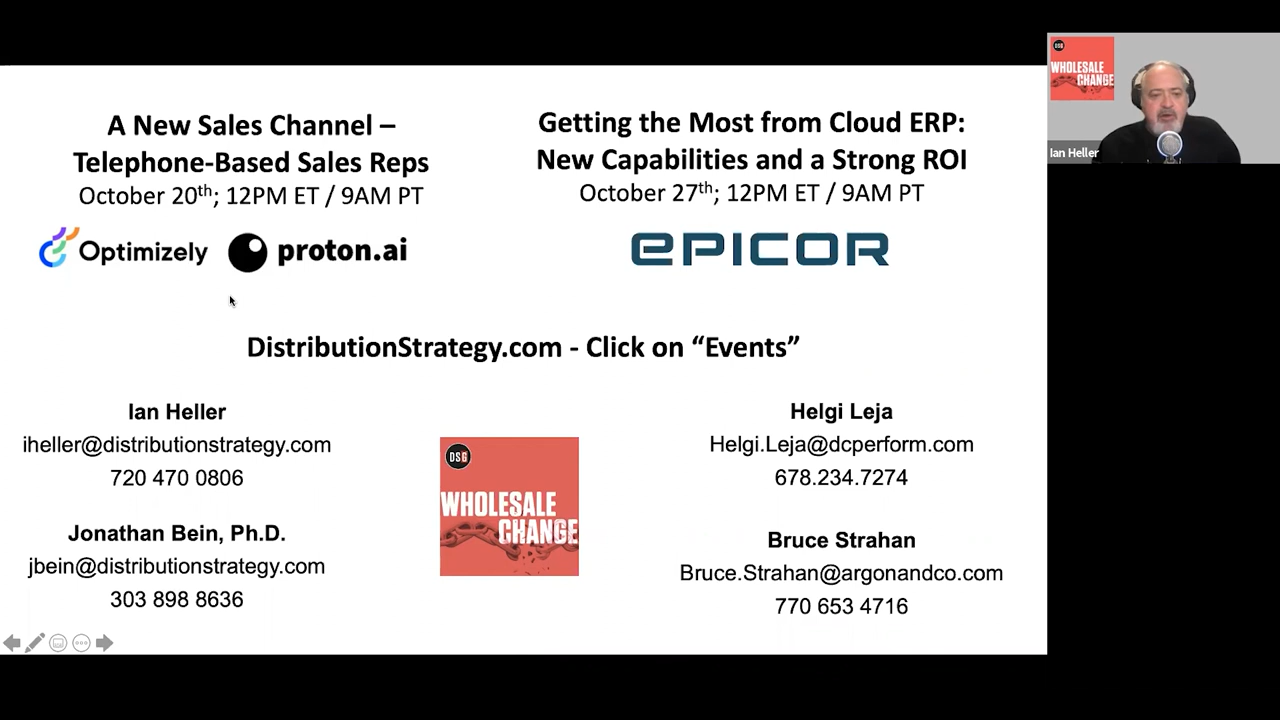 A New Sales Channel –
Telephone-Based Sales Reps
October 20th; 12PM ET / 9AM PT
Optimizely
proton.ai
Getting the Most from Cloud ERP:
New Capabilities and a Strong ROI
October 27th; 12PM ET / 9AM PT
EPICOR
DistributionStrategy.com - Click on “Events”
Ian Heller
iheller@distributionstrategy.com
720 470 0806
Jonathan Bein, Ph.D.
jbein@distributionstrategy.com
303 898 8636
DSG
WHOLESALE
CHANGE
Helgi Leja
Helgi.Leja@dcperform.com
678.234.7274
Bruce Strahan
Bruce.Strahan@argonandco.com
770 653 4716
DSG
WHOLESALE
CHANGE
Ian Heller